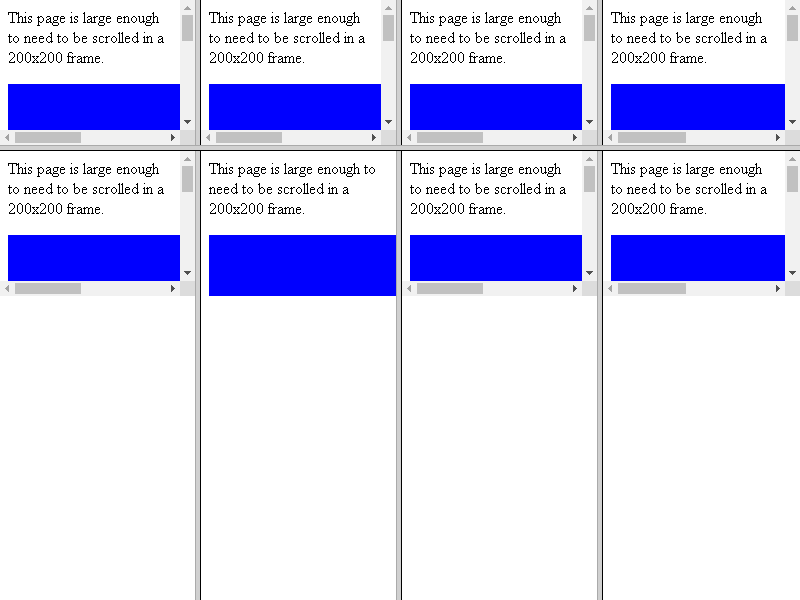 This page is large enough
to need to be scrolled in a
200x200 frame.
This page is large enough
to need to be scrolled in a
200x200 frame.
This page is large enough
to need to be scrolled in a
200x200 frame.
This page is large enough
to need to be scrolled in a
200x200 frame.
This page is large enough
to need to be scrolled in a
200x200 frame.
This page is large enough to
need to be scrolled in a
200x200 frame.
This page is large enough
to need to be scrolled in a
200x200 frame.
This page is large enough
to need to be scrolled in a
200x200 frame.